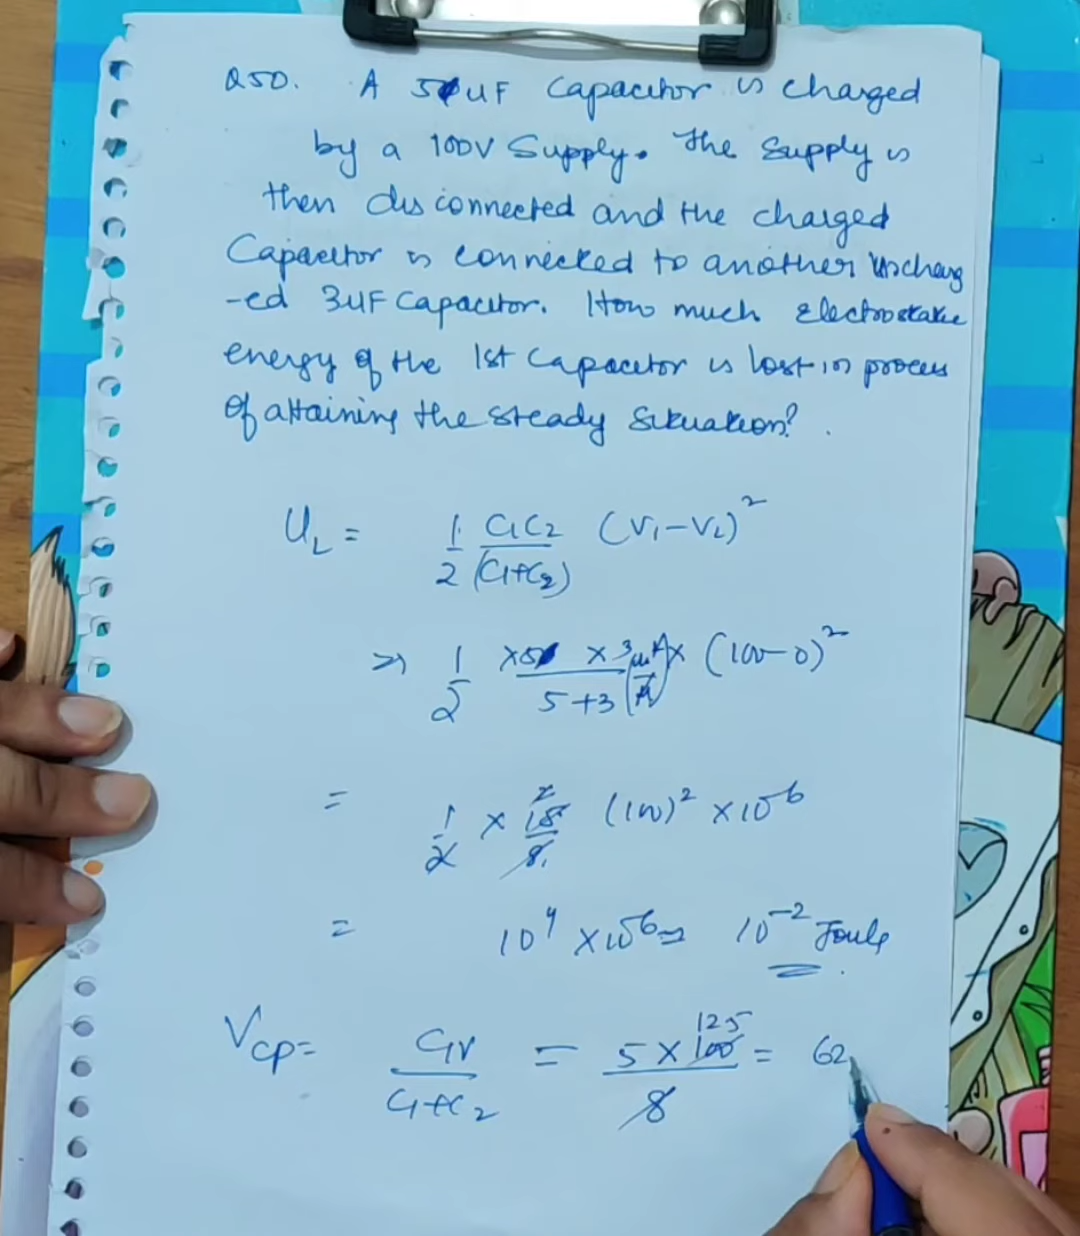 Q50. A 5µF Capacitor is charged
by a 100V Supply. The Supply is
then disconnected and the charged
Capacitor is connected to another uncharg
-ed 3µF Capacitor. How much electrostatic
energy of the 1st Capacitor is lost in process
of attaining the steady situation?
U_L = 1/2 C1C2/(C1+C2) (V1-V2)^2
⇒ 1/2 × 5 × 3 / 5+3 × (100-0)^2
= 1/2 × /8 (100)^2 × 10^-6
= 10^4 × 10^-6 = 10^-2 Joule
Vcp = C1V/C1+C2 = 5 × 100 125 / 8 = 62